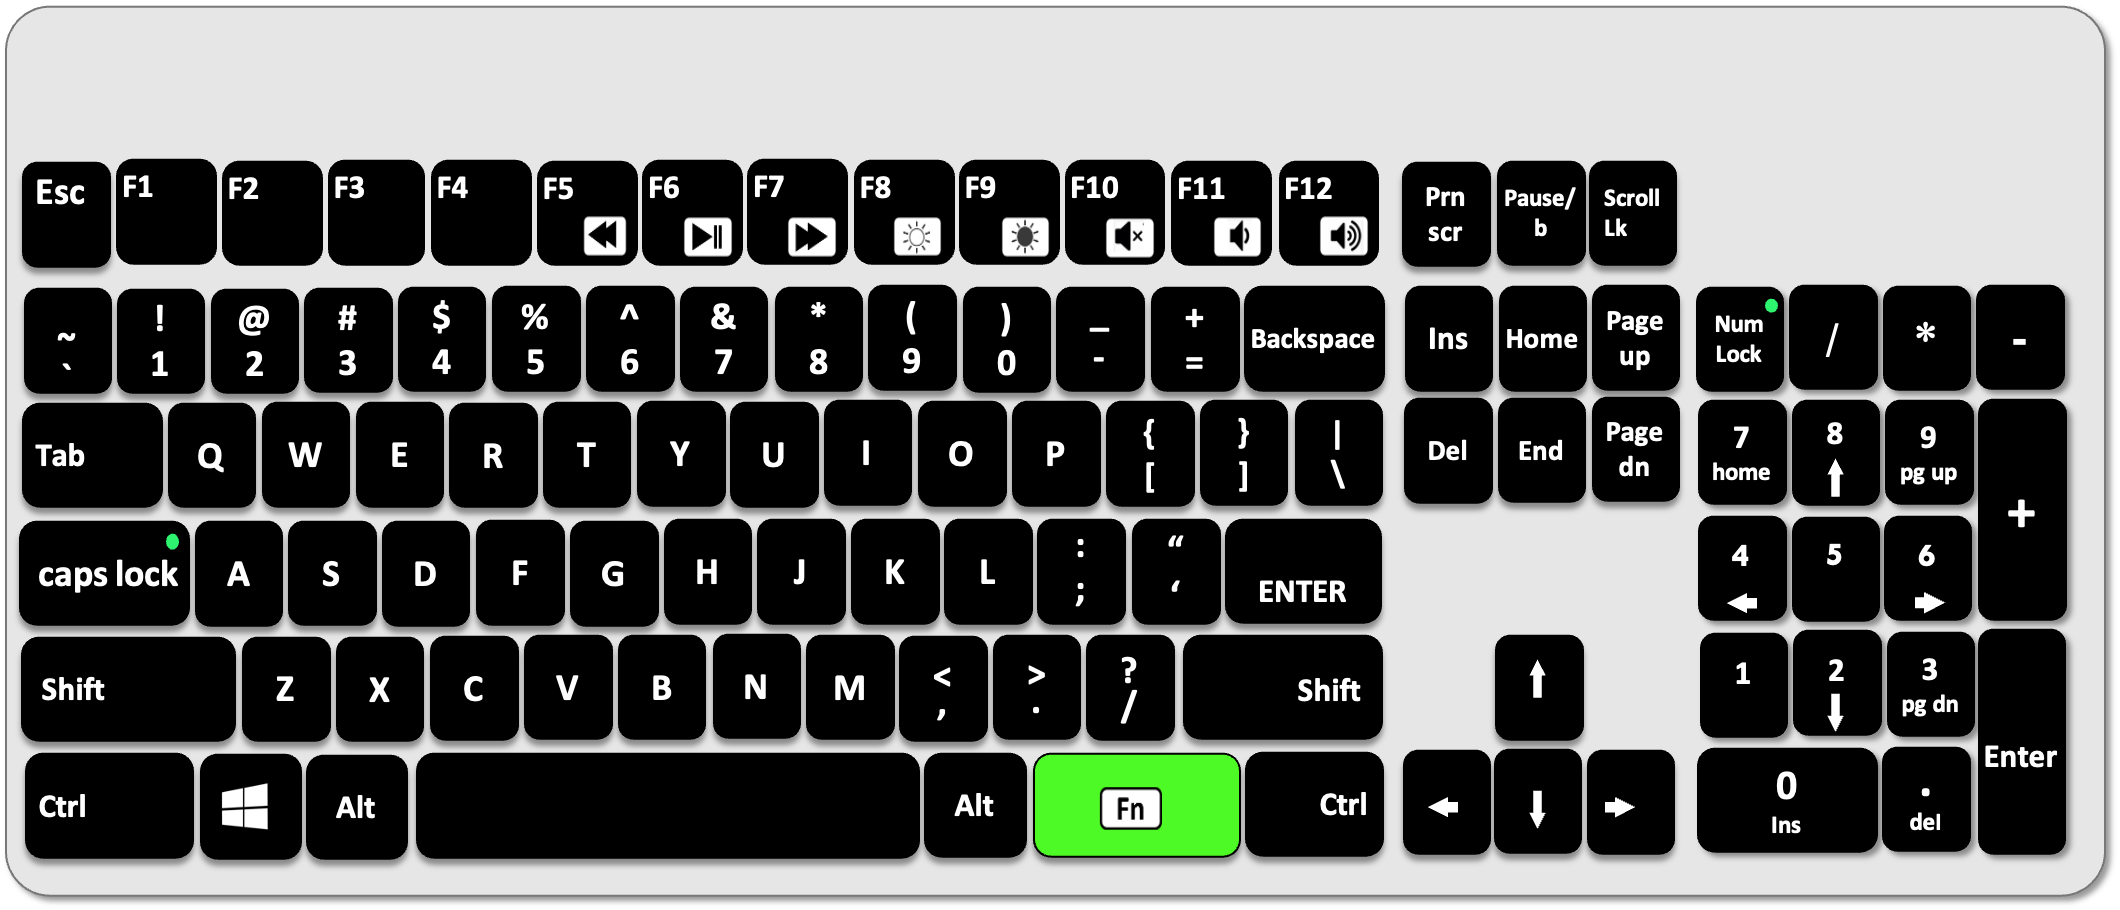 Esc F1 F2 F3 F4 F5 F6 F7 F8 F9 F10 F11 F12 Prn scr Pause/ b Scroll Lk
~ ` ! 1 @ 2 # 3 $ 4 % 5 ^ 6 & 7 * 8 ( 9 ) 0 _ - + = Backspace Ins Home Page up Num Lock / * -
Tab Q W E R T Y U I O P { [ } ] | \ Del End Page dn 7 home 8 9 pg up +
caps lock A S D F G H J K L : ; “ ‘ ENTER 4 5 6
Shift Z X C V B N M < , > . ? / Shift 1 2 3 pg dn Enter
Ctrl Alt Alt Fn Ctrl 0 Ins . del